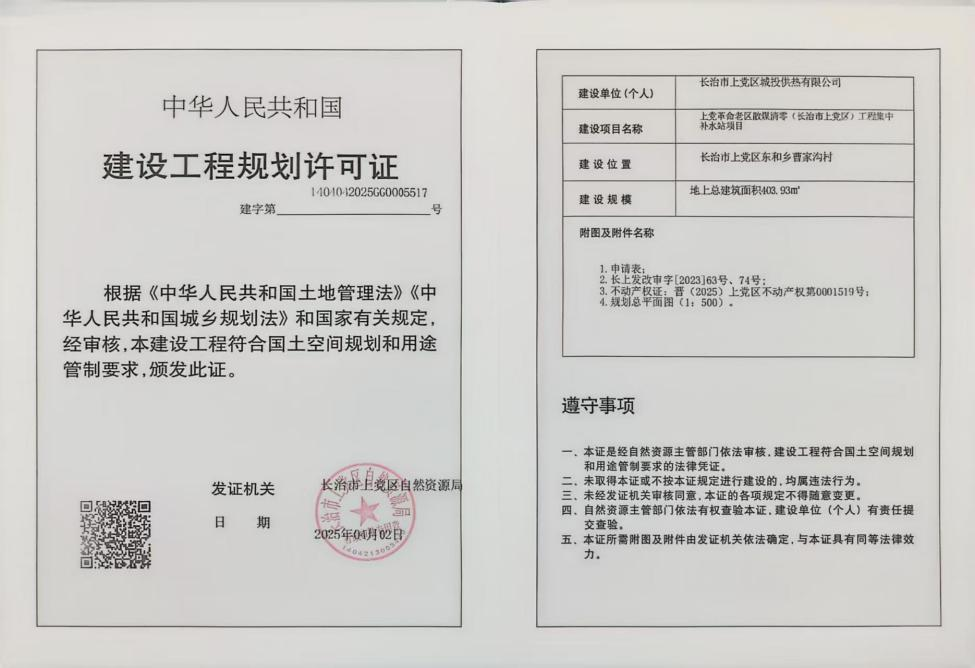 中华人民共和国
建设工程规划许可证
1404042025GG0005517
建字第 号
根据《中华人民共和国土地管理法》《中
华人民共和国城乡规划法》和国家有关规定,
经审核,本建设工程符合国土空间规划和用途
管制要求,颁发此证。
发证机关
长治市上党区自然资源局
日 期
2025年04月02日
建设单位(个人)
长治市上党区城投供热有限公司
建设项目名称
上党革命老区散煤清零(长治市上党区)工程集中
补水站项目
建设位置
长治市上党区东和乡曹家沟村
建设规模
地上总建筑面积403.93㎡
附图及附件名称
1.申请表;
2.长上发改审字[2023]63号、74号;
3.不动产权证:晋(2025)上党区不动产权第0001519号;
4.规划总平面图(1:500)。
遵守事项
一、本证是经自然资源主管部门依法审核,建设工程符合国土空间规划
和用途管制要求的法律凭证。
二、未取得本证或不按本证规定进行建设的,均属违法行为。
三、未经发证机关审核同意,本证的各项规定不得随意变更。
四、自然资源主管部门依法有权查验本证,建设单位(个人)有责任提
交查验。
五、本证所需附图及附件由发证机关依法确定,与本证具有同等法律效
力。